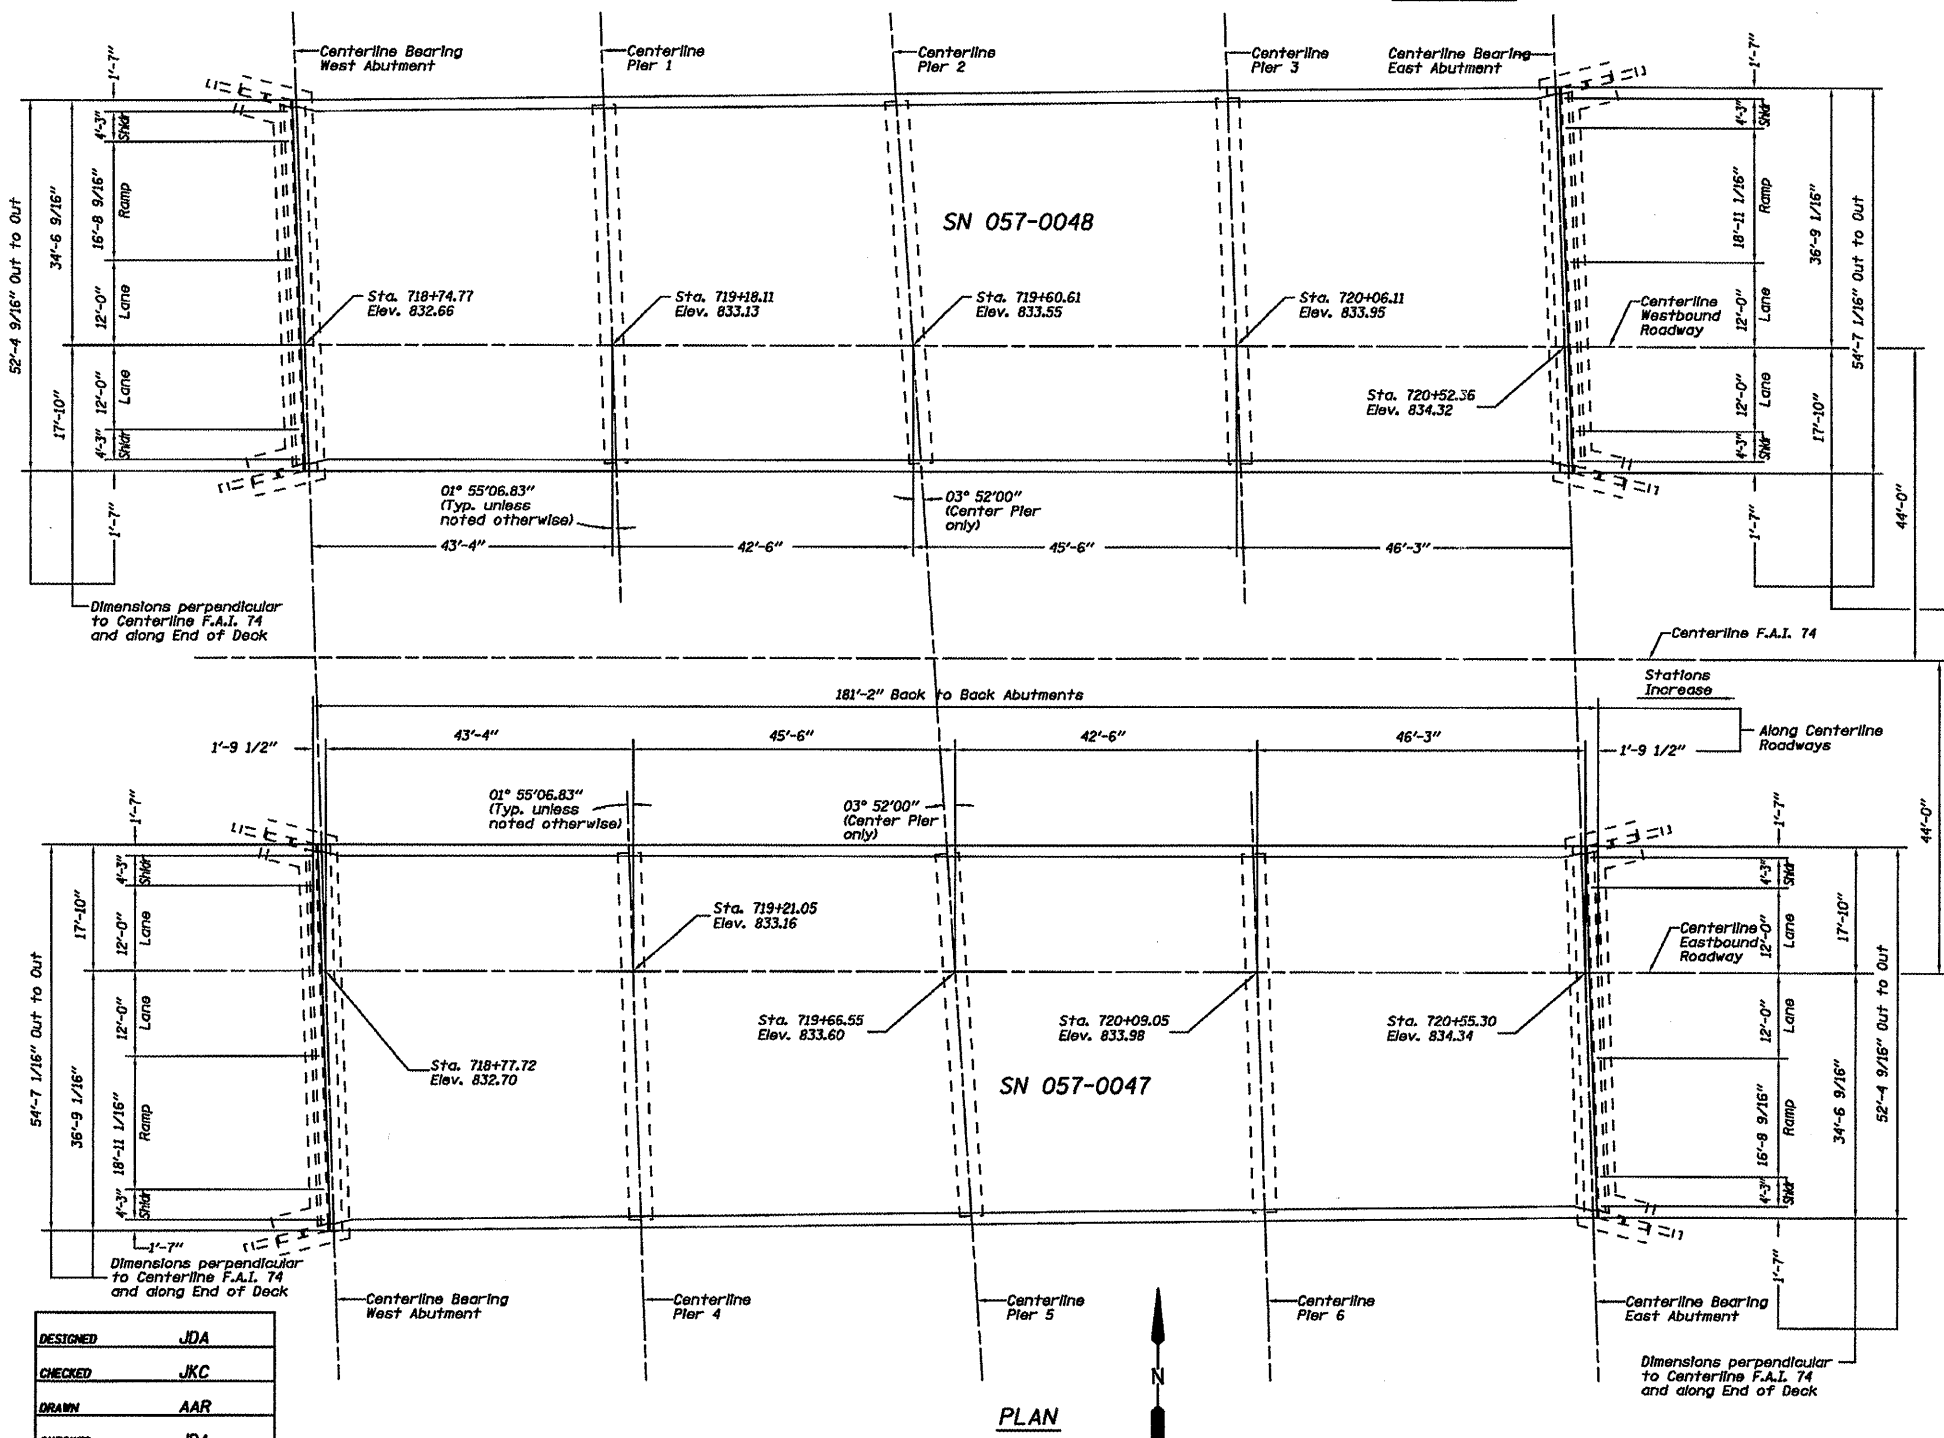 Centerline Bearing
West Abutment
Centerline
Pier 1
Centerline
Pier 2
Centerline
Pier 3
Centerline Bearing
East Abutment
1'-7"
4'-3"
Shldr
16'-8 9/16"
Ramp
12'-0"
Lane
12'-0"
Lane
4'-3"
Shldr
1'-7"
34'-6 9/16"
17'-10"
52'-4 9/16" Out to Out
1'-7"
4'-3"
Shldr
18'-11 1/16"
Ramp
12'-0"
Lane
12'-0"
Lane
4'-3"
Shldr
1'-7"
36'-9 1/16"
17'-10"
54'-7 1/16" Out to Out
44'-0"
SN 057-0048
Sta. 718+74.77
Elev. 832.66
Sta. 719+18.11
Elev. 833.13
Sta. 719+60.61
Elev. 833.55
Sta. 720+06.11
Elev. 833.95
Centerline
Westbound
Roadway
Sta. 720+52.36
Elev. 834.32
01° 55'06.83"
(Typ. unless
noted otherwise)
03° 52'00"
(Center Pier
only)
43'-4"
42'-6"
45'-6"
46'-3"
Dimensions perpendicular
to Centerline F.A.I. 74
and along End of Deck
Centerline F.A.I. 74
Stations
Increase
181'-2" Back to Back Abutments
Along Centerline
Roadways
1'-9 1/2"
43'-4"
45'-6"
42'-6"
46'-3"
1'-9 1/2"
01° 55'06.83"
(Typ. unless
noted otherwise)
03° 52'00"
(Center Pier
only)
44'-0"
1'-7"
4'-3"
Shldr
12'-0"
Lane
12'-0"
Lane
18'-11 1/16"
Ramp
4'-3"
Shldr
1'-7"
17'-10"
36'-9 1/16"
54'-7 1/16" Out to Out
Sta. 719+21.05
Elev. 833.16
Centerline
Eastbound
Roadway
Sta. 718+77.72
Elev. 832.70
Sta. 719+66.55
Elev. 833.60
Sta. 720+09.05
Elev. 833.98
Sta. 720+55.30
Elev. 834.34
SN 057-0047
1'-7"
4'-3"
Shldr
12'-0"
Lane
12'-0"
Lane
16'-8 9/16"
Ramp
4'-3"
Shldr
1'-7"
17'-10"
34'-6 9/16"
52'-4 9/16" Out to Out
Dimensions perpendicular
to Centerline F.A.I. 74
and along End of Deck
Centerline Bearing
West Abutment
Centerline
Pier 4
Centerline
Pier 5
Centerline
Pier 6
Centerline Bearing
East Abutment
Dimensions perpendicular
to Centerline F.A.I. 74
and along End of Deck
DESIGNED JDA
CHECKED JKC
DRAWN AAR
N
PLAN